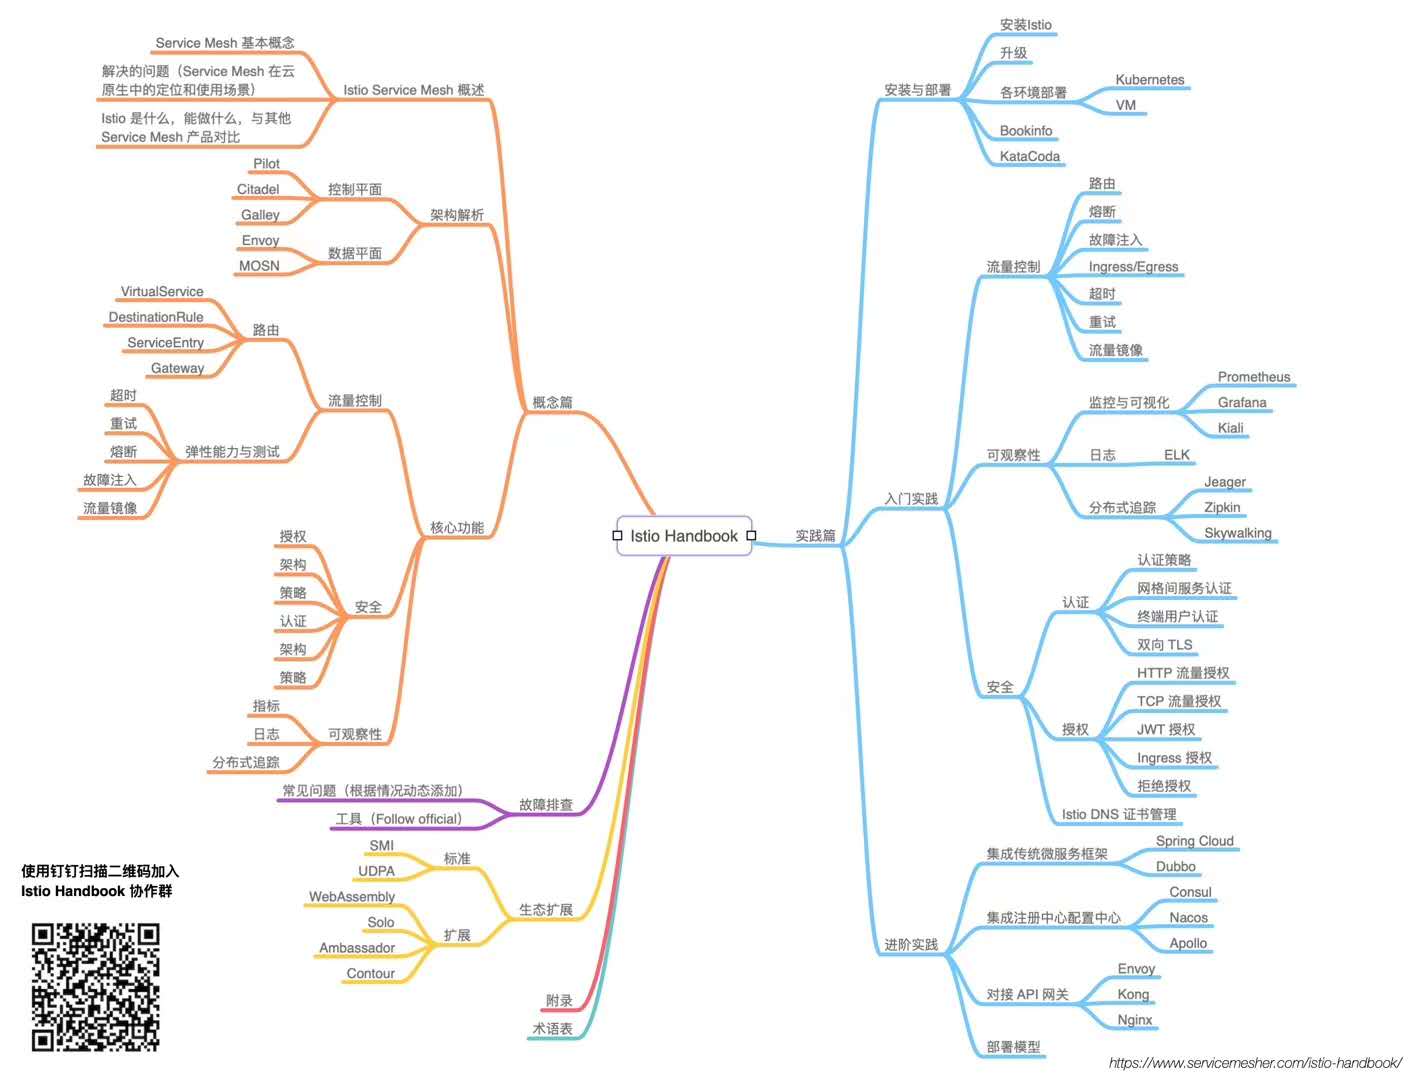 Service Mesh 基本概念
解决的问题（Service Mesh 在云
原生中的定位和使用场景）
Istio 是什么，能做什么，与其他
Service Mesh 产品对比
Istio Service Mesh 概述
Pilot
Citadel
Galley
控制平面
Envoy
MOSN
数据平面
架构解析
VirtualService
DestinationRule
ServiceEntry
Gateway
路由
超时
重试
熔断
故障注入
流量镜像
弹性能力与测试
流量控制
授权
架构
策略
认证
架构
策略
安全
指标
日志
分布式追踪
可观察性
核心功能
概念篇
常见问题（根据情况动态添加）
工具（Follow official）
故障排查
SMI
UDPA
标准
WebAssembly
Solo
Ambassador
Contour
扩展
生态扩展
附录
术语表
Istio Handbook
实践篇
安装与部署
安装Istio
升级
各环境部署
Kubernetes
VM
Bookinfo
KataCoda
入门实践
流量控制
路由
熔断
故障注入
Ingress/Egress
超时
重试
流量镜像
可观察性
监控与可视化
Prometheus
Grafana
Kiali
日志
ELK
分布式追踪
Jeager
Zipkin
Skywalking
安全
认证
认证策略
网格间服务认证
终端用户认证
双向 TLS
授权
HTTP 流量授权
TCP 流量授权
JWT 授权
Ingress 授权
拒绝授权
Istio DNS 证书管理
进阶实践
集成传统微服务框架
Spring Cloud
Dubbo
集成注册中心配置中心
Consul
Nacos
Apollo
对接 API 网关
Envoy
Kong
Nginx
部署模型
使用钉钉扫描二维码加入
Istio Handbook 协作群
https://www.servicemesher.com/istio-handbook/